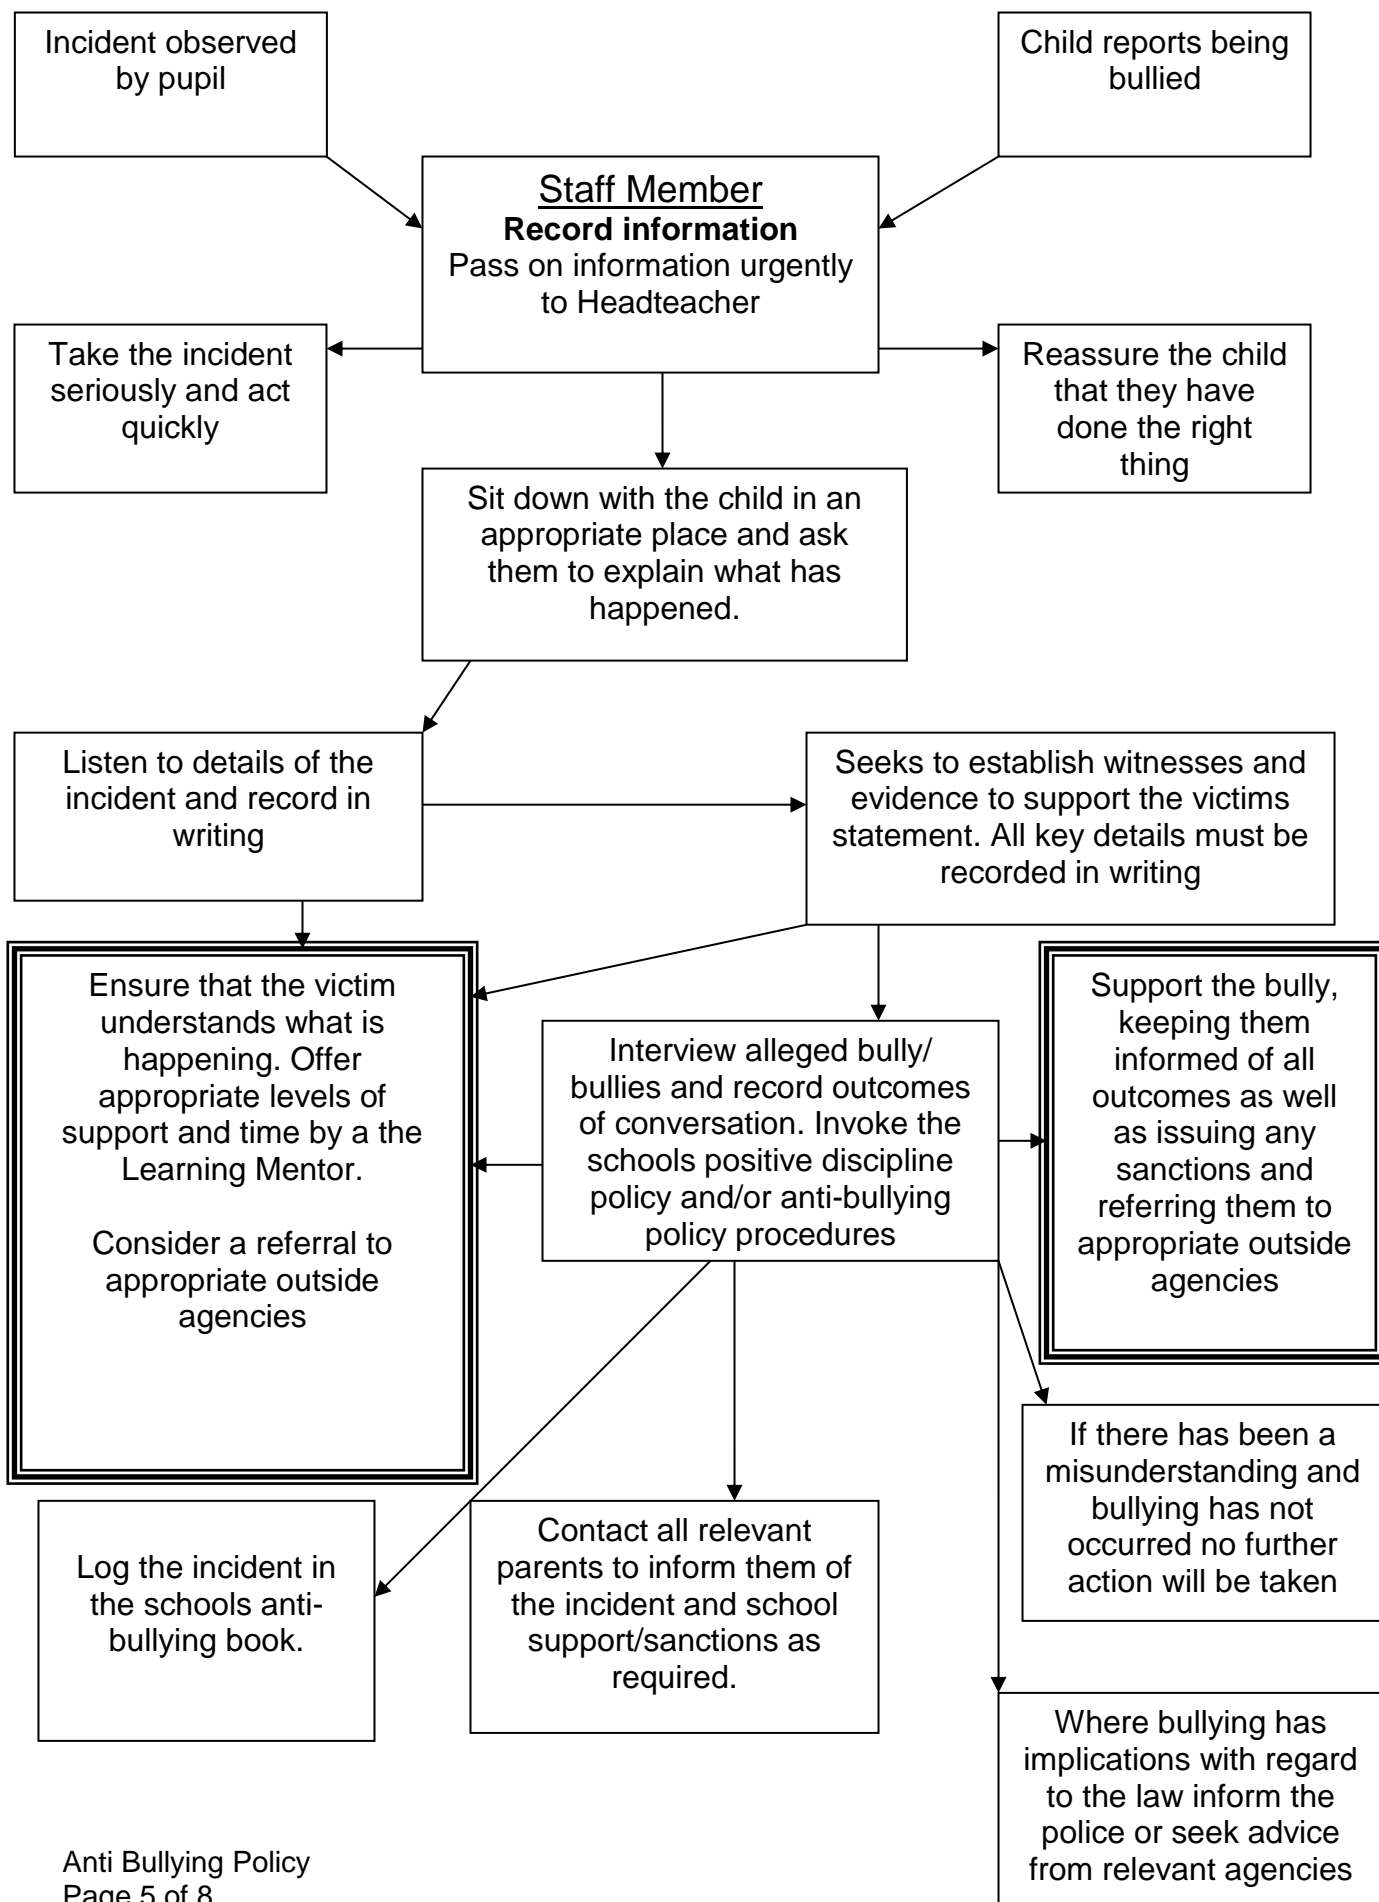 Incident observed
by pupil
Child reports being
bullied
Staff Member
Record information
Pass on information urgently
to Headteacher
Take the incident
seriously and act
quickly
Reassure the child
that they have
done the right
thing
Sit down with the child in an
appropriate place and ask
them to explain what has
happened.
Listen to details of the
incident and record in
writing
Seeks to establish witnesses and
evidence to support the victims
statement. All key details must be
recorded in writing
Ensure that the victim
understands what is
happening. Offer
appropriate levels of
support and time by a the
Learning Mentor.
Consider a referral to
appropriate outside
agencies
Interview alleged bully/
bullies and record outcomes
of conversation. Invoke the
schools positive discipline
policy and/or anti-bullying
policy procedures
Support the bully,
keeping them
informed of all
outcomes as well
as issuing any
sanctions and
referring them to
appropriate outside
agencies
If there has been a
misunderstanding and
bullying has not
occurred no further
action will be taken
Log the incident in
the schools anti-
bullying book.
Contact all relevant
parents to inform them of
the incident and school
support/sanctions as
required.
Where bullying has
implications with regard
to the law inform the
police or seek advice
from relevant agencies
Anti Bullying Policy
Page 5 of 8